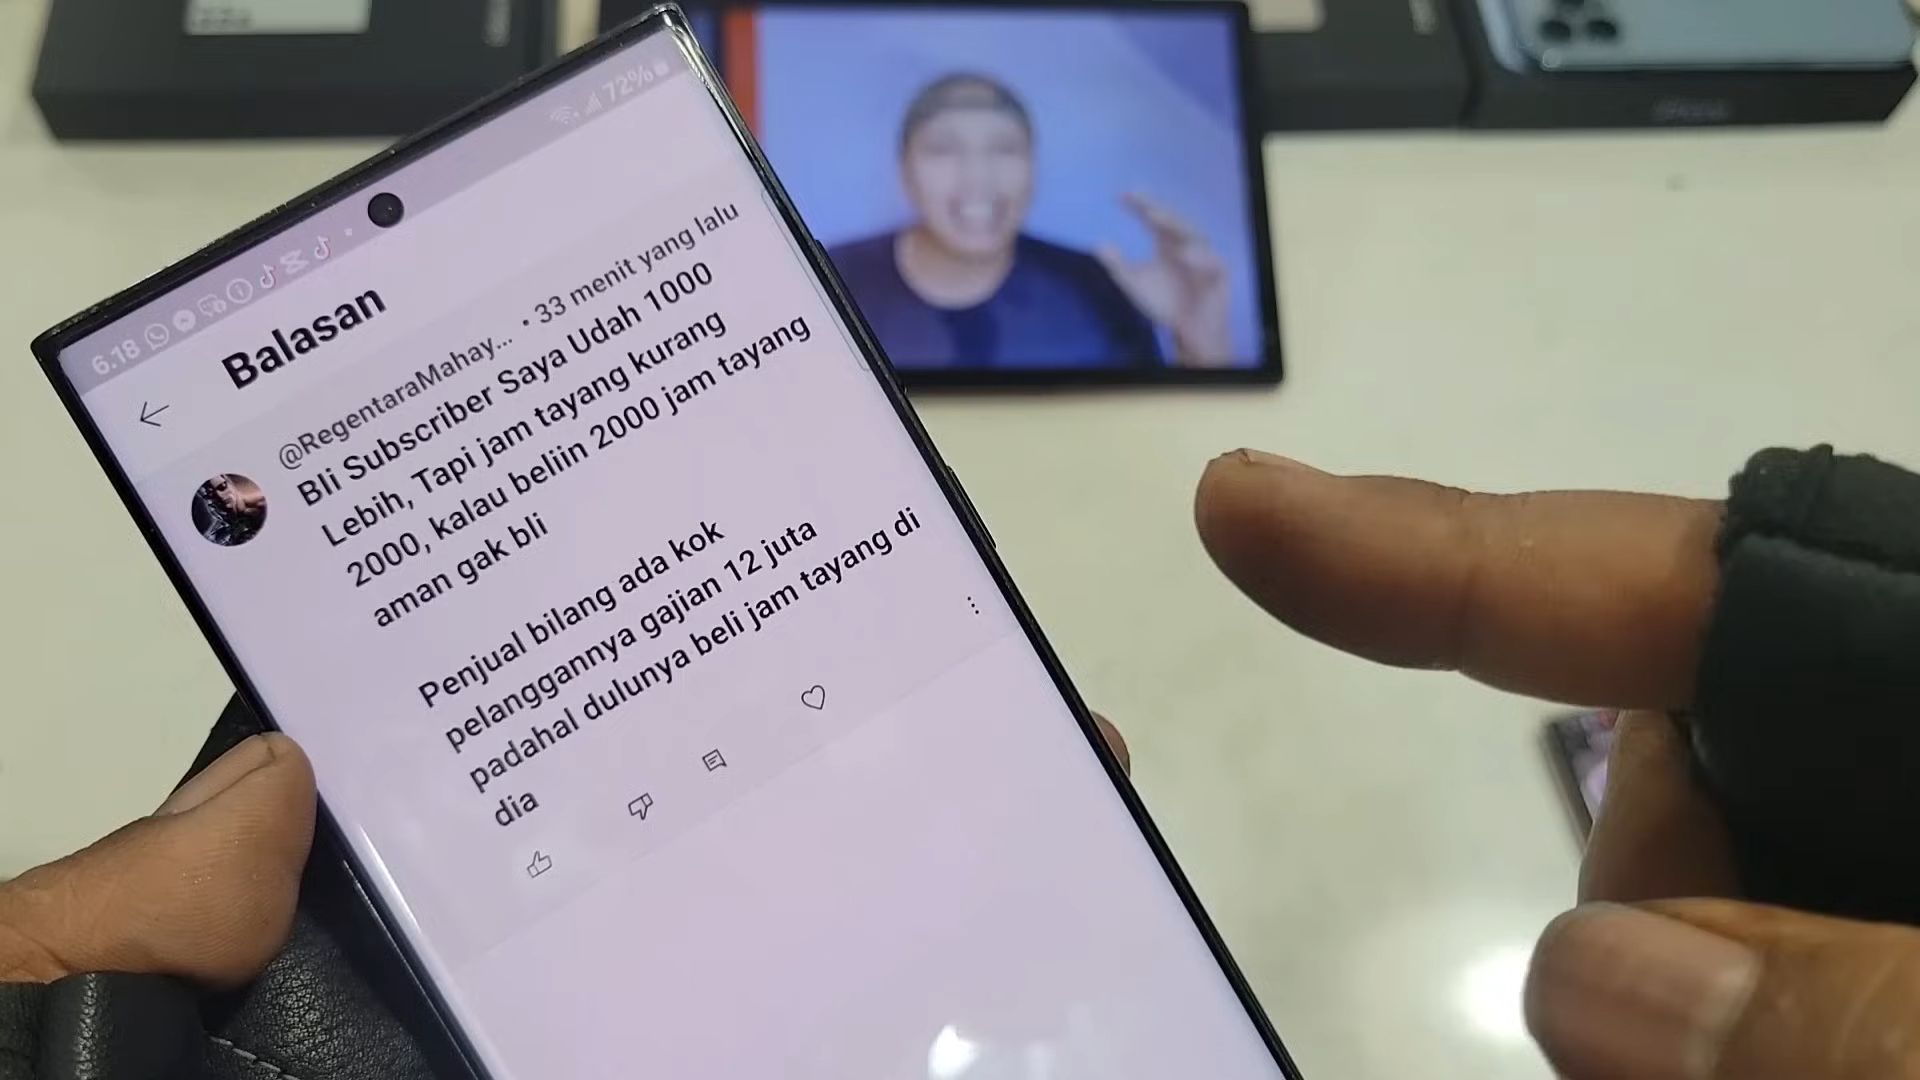 6.18 72%
Balasan
@RegentaraMahay... • 33 menit yang lalu
Bli Subscriber Saya Udah 1000
Lebih, Tapi jam tayang kurang
2000, kalau beliin 2000 jam tayang
aman gak bli
Penjual bilang ada kok
pelanggannya gajian 12 juta
padahal dulunya beli jam tayang di
dia